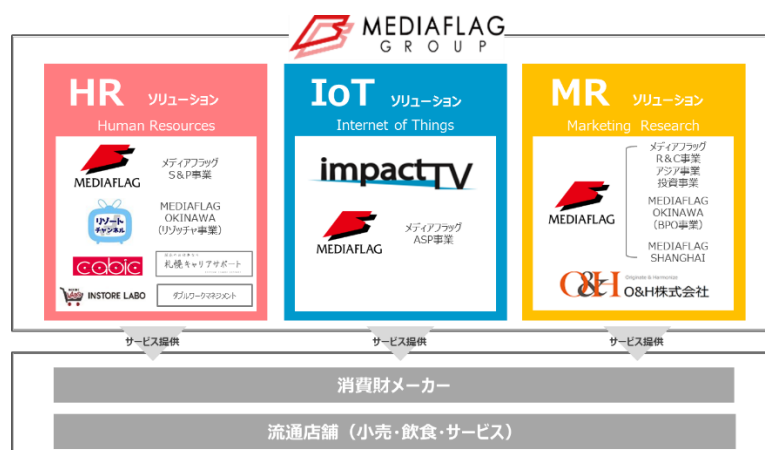 MEDIAFLAG
GROUP
HR ソリューション
Human Resources
MEDIAFLAG
メディアフラッグ
S&P事業
リゾート
チャンネル
MEDIAFLAG
OKINAWA
(リゾッチャ事業)
cabic
札幌キャリアサポート
INSTORE LABO
ダブルワークマネジメント
IoT ソリューション
Internet of Things
impactTV
MEDIAFLAG
メディアフラッグ
ASP事業
MR ソリューション
Marketing Research
MEDIAFLAG
メディアフラッグ
R&C事業
アジア事業
投資事業
MEDIAFLAG
OKINAWA
(BPO事業)
MEDIAFLAG
SHANGHAI
O&H
Originate & Harmonize
O&H株式会社
サービス提供
サービス提供
サービス提供
消費財メーカー
流通店舗（小売・飲食・サービス）